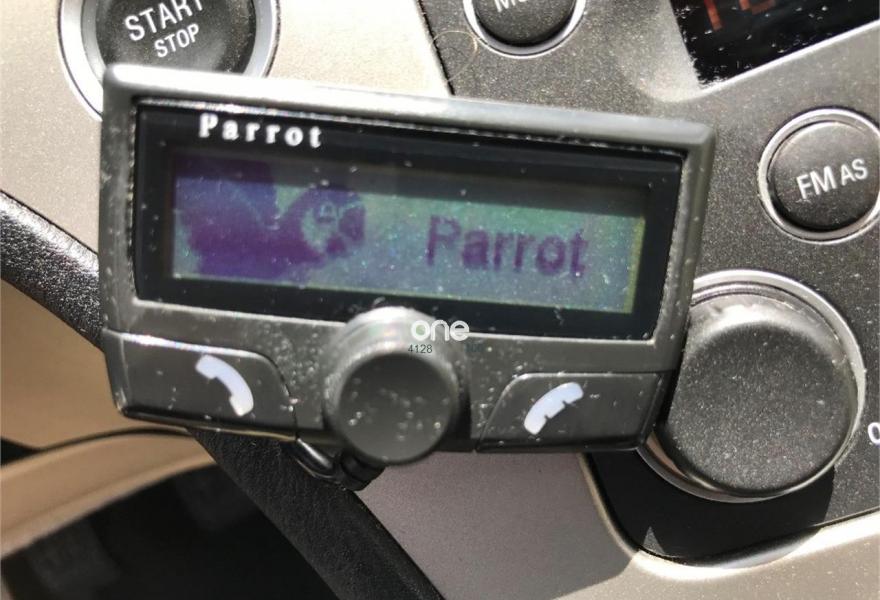 START
STOP
Parrot
Parrot
FM AS
one
4128